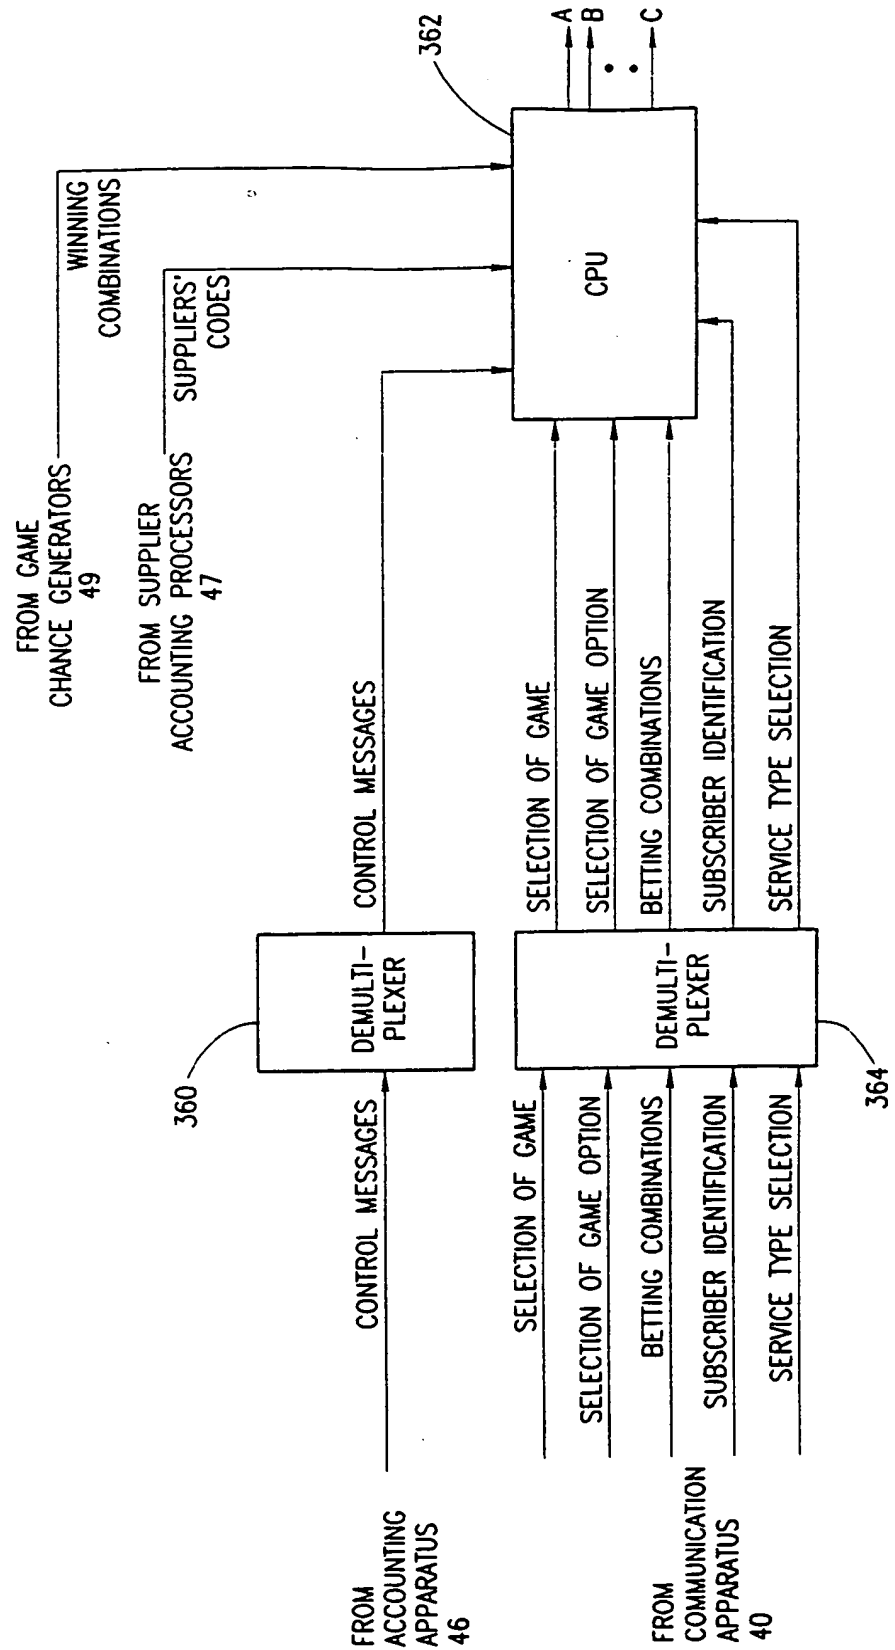 FROM GAME
CHANCE GENERATORS
49
WINNING
COMBINATIONS
FROM SUPPLIER
ACCOUNTING PROCESSORS
47
SUPPLIERS'
CODES
362
A
B
C
CPU
FROM
ACCOUNTING
APPARATUS
46
CONTROL MESSAGES
360
DEMULTI-
PLEXER
CONTROL MESSAGES
FROM
COMMUNICATION
APPARATUS
40
SELECTION OF GAME
SELECTION OF GAME OPTION
BETTING COMBINATIONS
SUBSCRIBER IDENTIFICATION
SERVICE TYPE SELECTION
DEMULTI-
PLEXER
364
SELECTION OF GAME
SELECTION OF GAME OPTION
BETTING COMBINATIONS
SUBSCRIBER IDENTIFICATION
SERVICE TYPE SELECTION